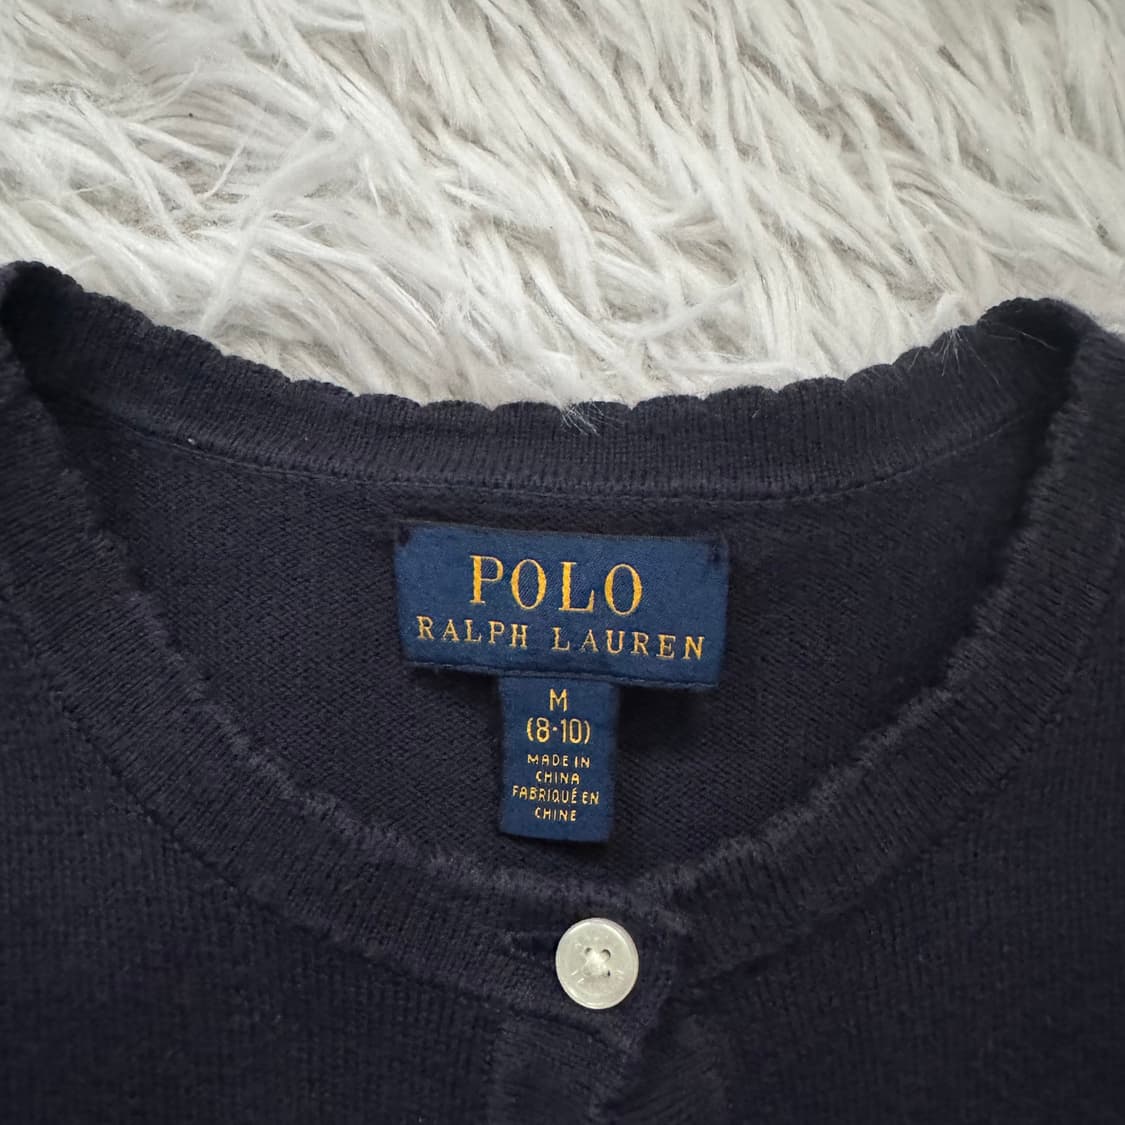 POLO
RALPH LAUREN
M
(8-10)
MADE IN
CHINA
FABRIQUÉ EN
CHINE